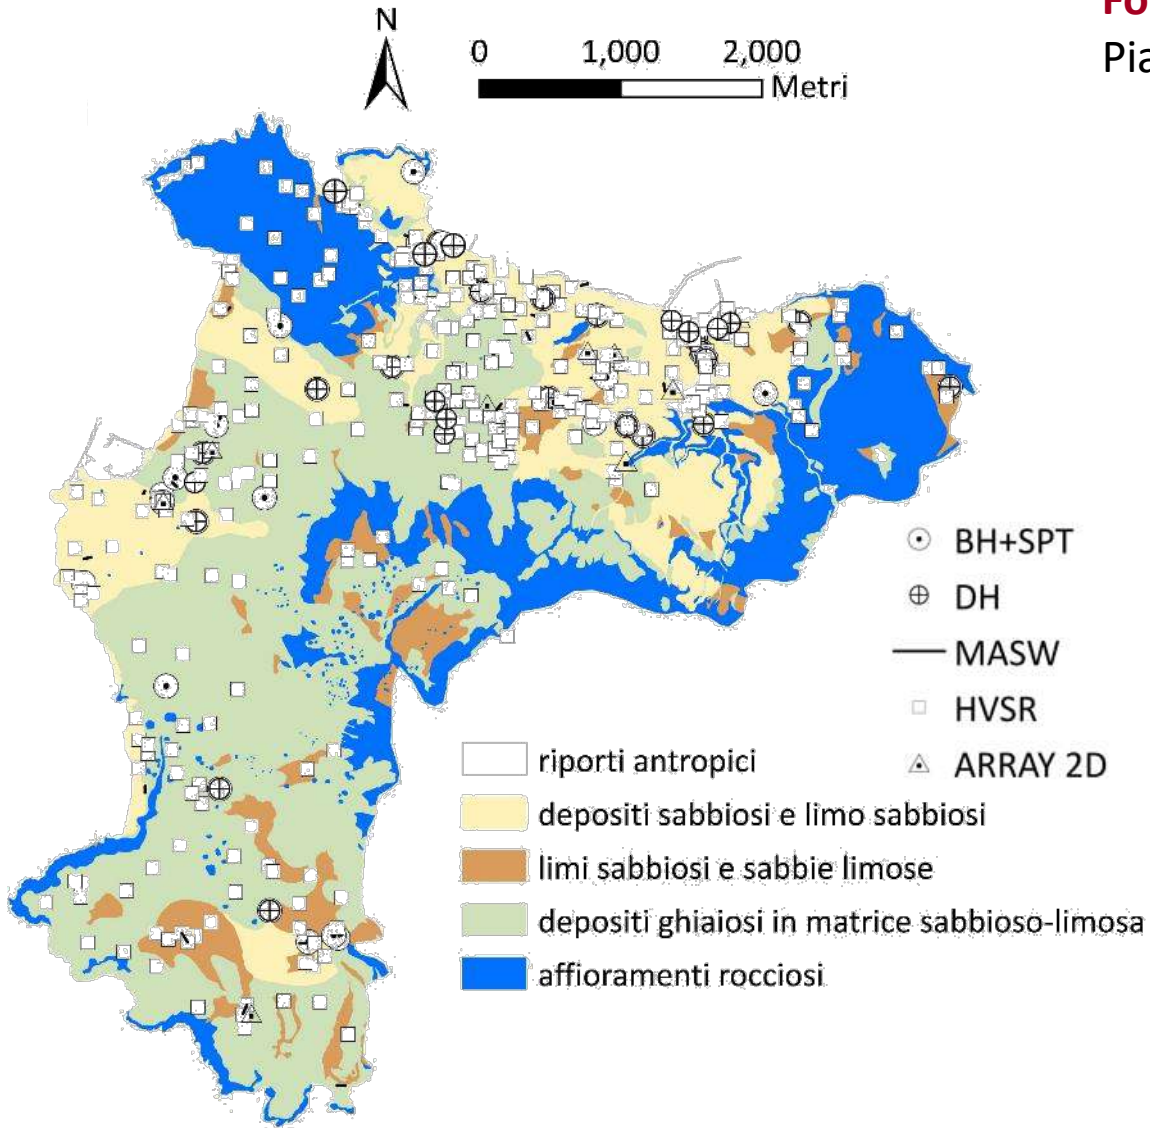 N
0 1,000 2,000
Metri
BH+SPT
DH
MASW
HVSR
ARRAY 2D
riporti antropici
depositi sabbiosi e limo sabbiosi
limi sabbiosi e sabbie limose
depositi ghiaiosi in matrice sabbioso-limosa
affioramenti rocciosi